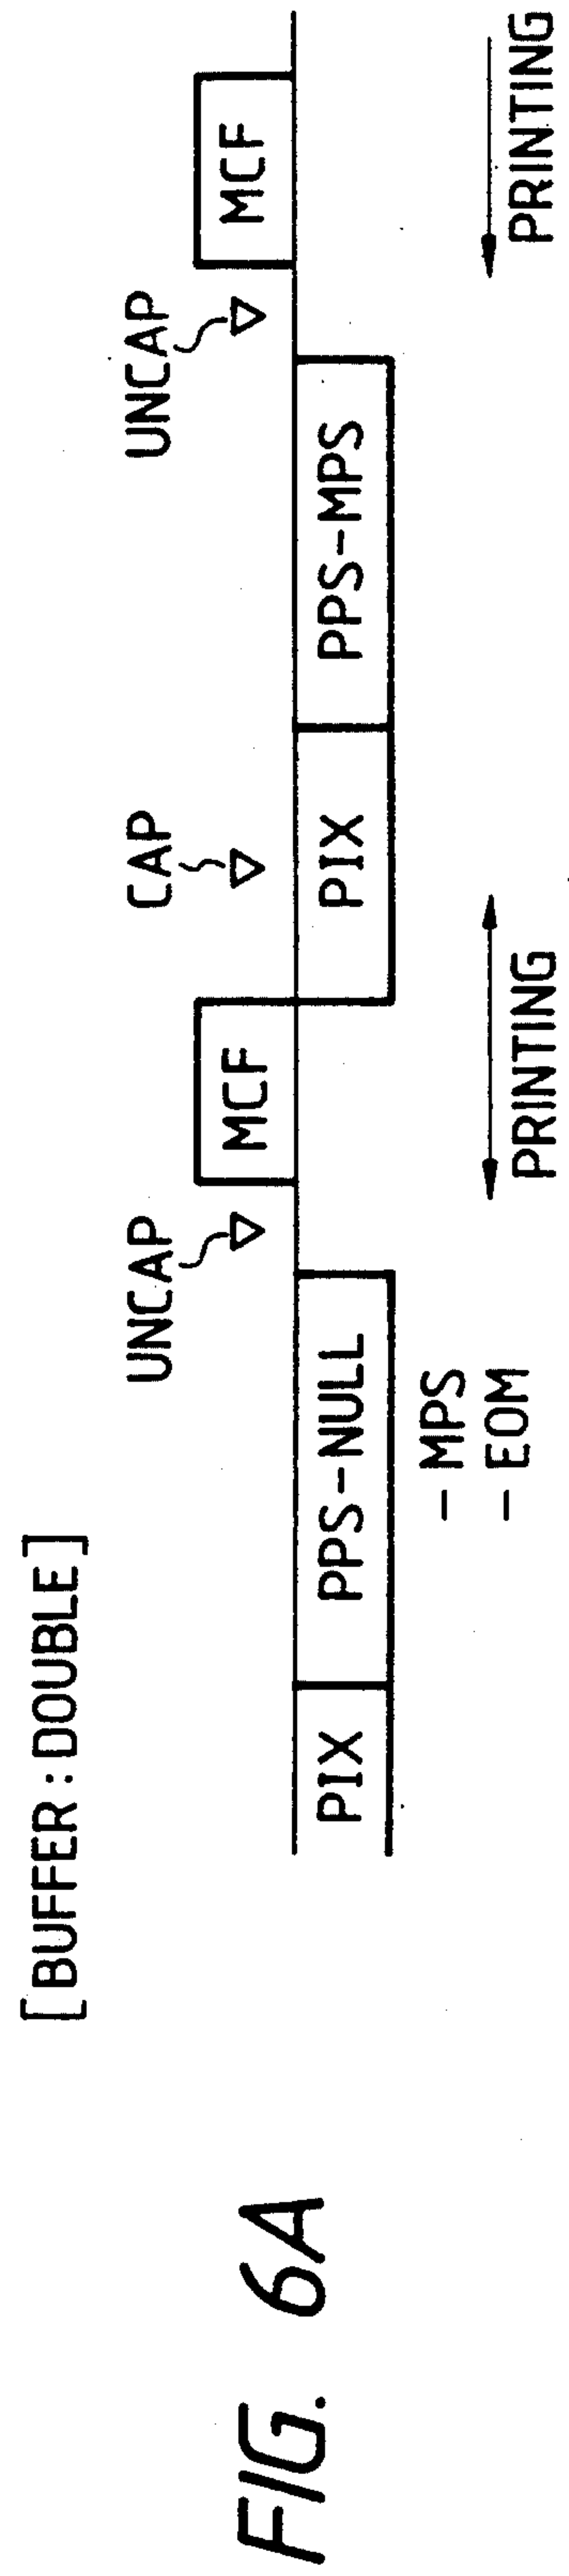 FIG. 6A
[BUFFER : DOUBLE]
UNCAP
CAP
UNCAP
MCF
MCF
PIX
PPS-NULL
PIX
PPS-MPS
- MPS
- EOM
PRINTING
PRINTING